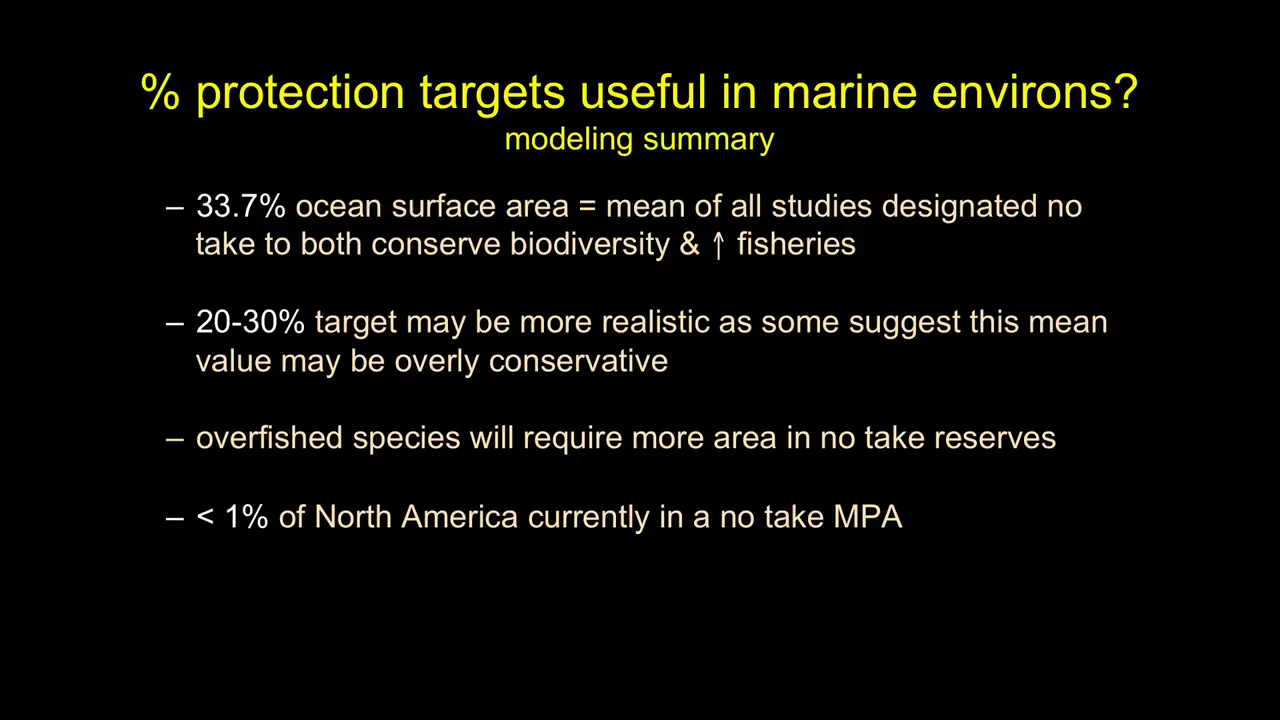 % protection targets useful in marine environs?
modeling summary
– 33.7% ocean surface area = mean of all studies designated no
take to both conserve biodiversity & ↑ fisheries
– 20-30% target may be more realistic as some suggest this mean
value may be overly conservative
– overfished species will require more area in no take reserves
– < 1% of North America currently in a no take MPA